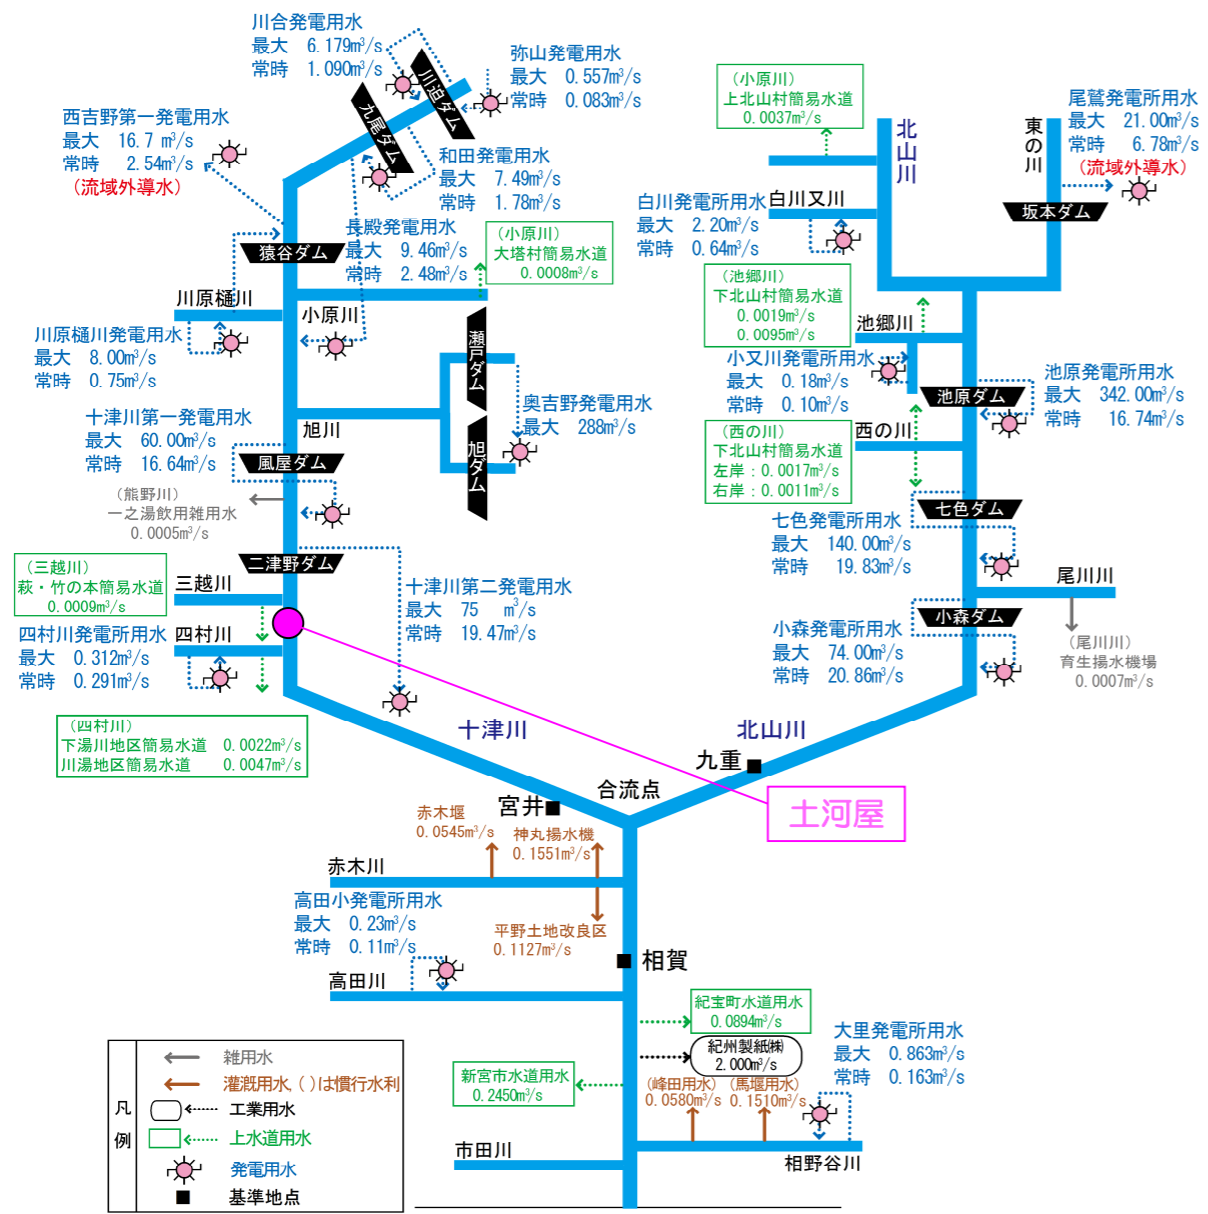 川合発電用水
最大 6.179m³/s
常時 1.090m³/s
弥山発電用水
最大 0.557m³/s
常時 0.083m³/s
川迫ダム
九尾ダム
西吉野第一発電用水
最大 16.7 m³/s
常時 2.54m³/s
(流域外導水)
和田発電用水
最大 7.49m³/s
常時 1.78m³/s
長殿発電用水
最大 9.46m³/s
常時 2.48m³/s
(小原川)
大塔村簡易水道
0.0008m³/s
猿谷ダム
川原樋川
小原川
川原樋川発電用水
最大 8.00m³/s
常時 0.75m³/s
瀬戸ダム
旭ダム
奥吉野発電用水
最大 288m³/s
十津川第一発電用水
最大 60.00m³/s
常時 16.64m³/s
旭川
風屋ダム
(熊野川)
一之湯飲用雑用水
0.0005m³/s
二津野ダム
(三越川)
萩・竹の本簡易水道
0.0009m³/s
三越川
十津川第二発電用水
最大 75 m³/s
常時 19.47m³/s
四村川発電所用水
最大 0.312m³/s
常時 0.291m³/s
四村川
(四村川)
下湯川地区簡易水道 0.0022m³/s
川湯地区簡易水道 0.0047m³/s
(小原川)
上北山村簡易水道
0.0037m³/s
北山川
東の川
尾鷲発電所用水
最大 21.00m³/s
常時 6.78m³/s
(流域外導水)
坂本ダム
白川発電所用水
最大 2.20m³/s
常時 0.64m³/s
白川又川
(池郷川)
下北山村簡易水道
0.0019m³/s
0.0095m³/s
池郷川
小又川発電所用水
最大 0.18m³/s
常時 0.10m³/s
池原ダム
池原発電所用水
最大 342.00m³/s
常時 16.74m³/s
(西の川)
下北山村簡易水道
左岸：0.0017m³/s
右岸：0.0011m³/s
西の川
七色ダム
七色発電所用水
最大 140.00m³/s
常時 19.83m³/s
尾川川
小森ダム
小森発電所用水
最大 74.00m³/s
常時 20.86m³/s
(尾川川)
育生揚水機場
0.0007m³/s
十津川
北山川
九重
合流点
宮井
土河屋
赤木堰
0.0545m³/s
神丸揚水機
0.1551m³/s
赤木川
平野土地改良区
0.1127m³/s
高田小発電所用水
最大 0.23m³/s
常時 0.11m³/s
相賀
高田川
紀宝町水道用水
0.0894m³/s
紀州製紙㈱
2.000m³/s
大里発電所用水
最大 0.863m³/s
常時 0.163m³/s
新宮市水道用水
0.2450m³/s
(峰田用水)
0.0580m³/s
(馬堰用水)
0.1510m³/s
市田川
相野谷川
凡例
雑用水
灌漑用水,( )は慣行水利
工業用水
上水道用水
発電用水
基準地点